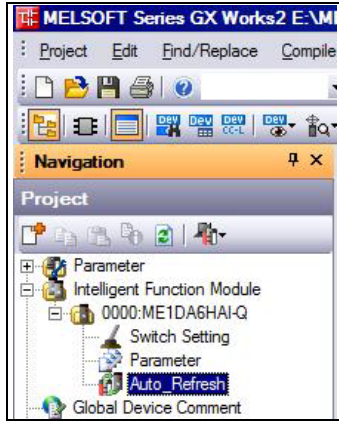 MELSOFT Series GX Works2 E:\M
Project Edit Find/Replace Compile
Navigation
Project
Parameter
Intelligent Function Module
0000:ME1DA6HAI-Q
Switch Setting
Parameter
Auto_Refresh
Global Device Comment